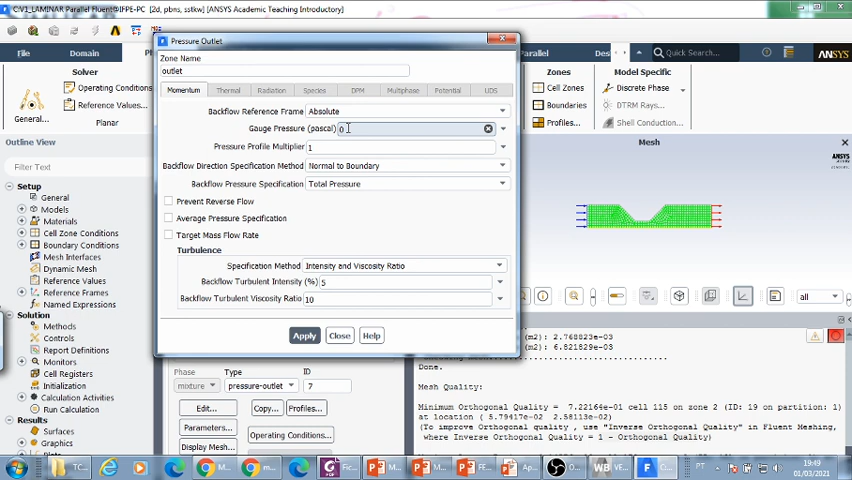 C:\V1_LAMINAR Parallel Fluent@IFPE-PC [2d, pbns, sstkw] [ANSYS Academic Teaching Introductory]
File
Domain
Parallel
Quick Search...
ANSYS
Solver
Operating Conditions...
Reference Values...
General...
Planar
Zones
Cell Zones
Boundaries
Profiles...
Model Specific
Discrete Phase
DTRM Rays...
Shell Conduction...
Outline View
Filter Text
Setup
General
Models
Materials
Cell Zone Conditions
Boundary Conditions
Mesh Interfaces
Dynamic Mesh
Reference Values
Reference Frames
Named Expressions
Solution
Methods
Controls
Report Definitions
Monitors
Cell Registers
Initialization
Calculation Activities
Run Calculation
Results
Surfaces
Graphics
Pressure Outlet
Zone Name
outlet
Momentum
Thermal
Radiation
Species
DPM
Multiphase
Potential
UDS
Backflow Reference Frame Absolute
Gauge Pressure (pascal) 0
Pressure Profile Multiplier 1
Backflow Direction Specification Method Normal to Boundary
Backflow Pressure Specification Total Pressure
Prevent Reverse Flow
Average Pressure Specification
Target Mass Flow Rate
Turbulence
Specification Method Intensity and Viscosity Ratio
Backflow Turbulent Intensity (%) 5
Backflow Turbulent Viscosity Ratio 10
Apply
Close
Help
Phase
Type
ID
mixture
pressure-outlet
7
Edit...
Copy...
Profiles...
Parameters...
Operating Conditions...
Display Mesh...
Mesh
ANSYS
all
(m2): 2.768823e-03
(m2): 6.821829e-03
Done.
Mesh Quality:
Minimum Orthogonal Quality = 7.22164e-01 cell 115 on zone 2 (ID: 19 on partition: 1)
at location ( 5.79417e-02 2.58113e-02)
(To improve Orthogonal quality , use "Inverse Orthogonal Quality" in Fluent Meshing,
where Inverse Orthogonal Quality = 1 - Orthogonal Quality)
TC...
M...
M...
Fic...
P...
M...
FE...
Ap...
O...
WB VE...
C...
PT
19:49
01/03/2021